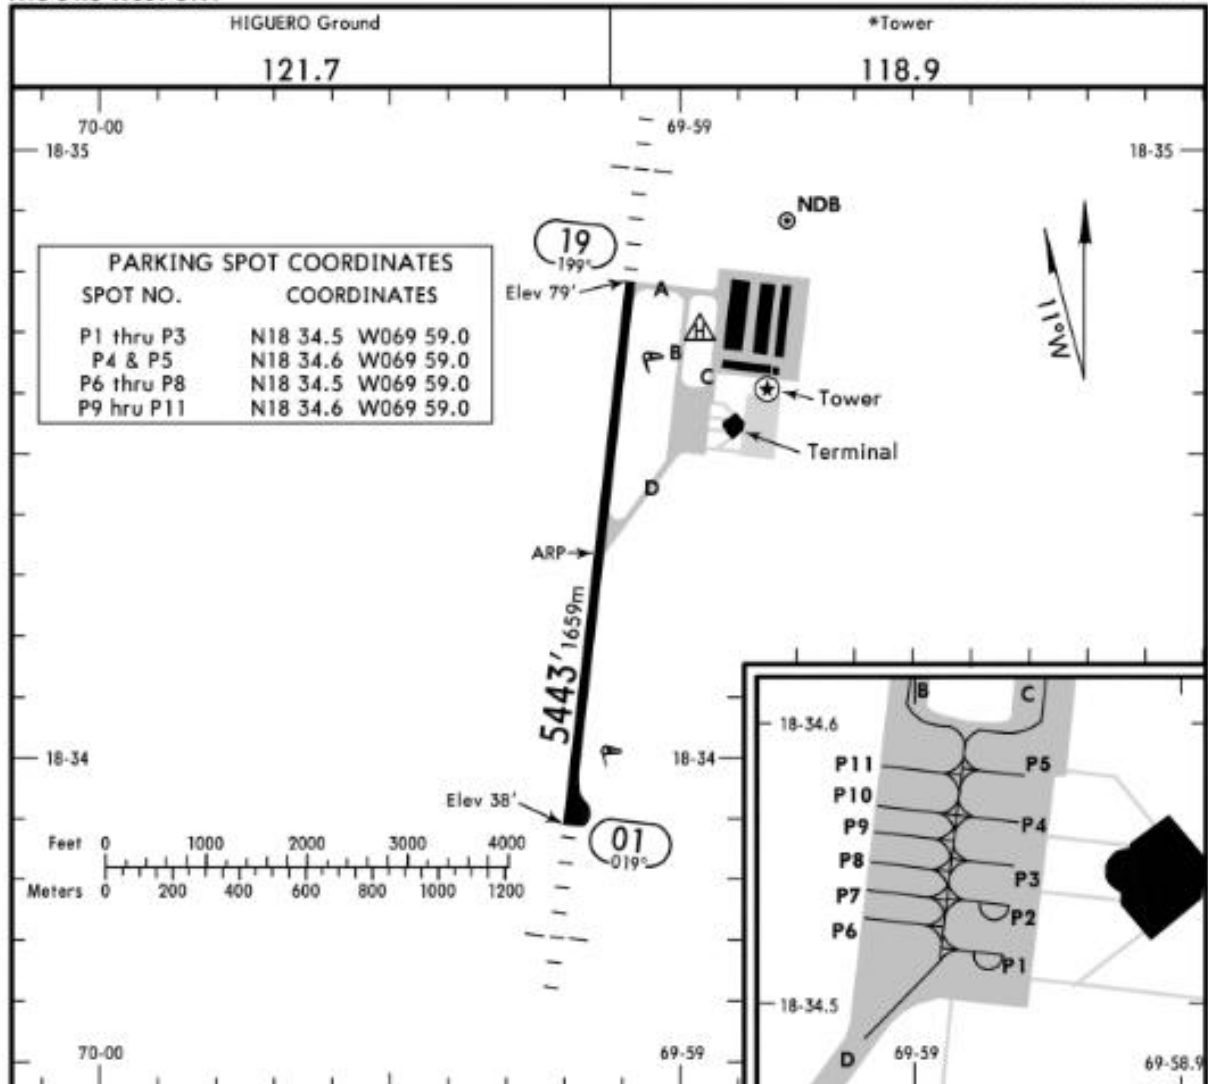 HIGUERO Ground
*Tower
121.7
118.9
70-00
69-59
18-35
18-35
NDB
19
199°
PARKING SPOT COORDINATES
SPOT NO. COORDINATES
P1 thru P3 N18 34.5 W069 59.0
P4 & P5 N18 34.6 W069 59.0
P6 thru P8 N18 34.5 W069 59.0
P9 hru P11 N18 34.6 W069 59.0
Elev 79'
A
H
B
C
11°W
Tower
Terminal
D
ARP
5443' 1659m
18-34
18-34
Elev 38'
01
019°
Feet 0 1000 2000 3000 4000
Meters 0 200 400 600 800 1000 1200
70-00
69-59
B
C
18-34.6
P11
P5
P10
P9
P4
P8
P3
P7
P2
P6
P1
18-34.5
D
69-59
69-58.9